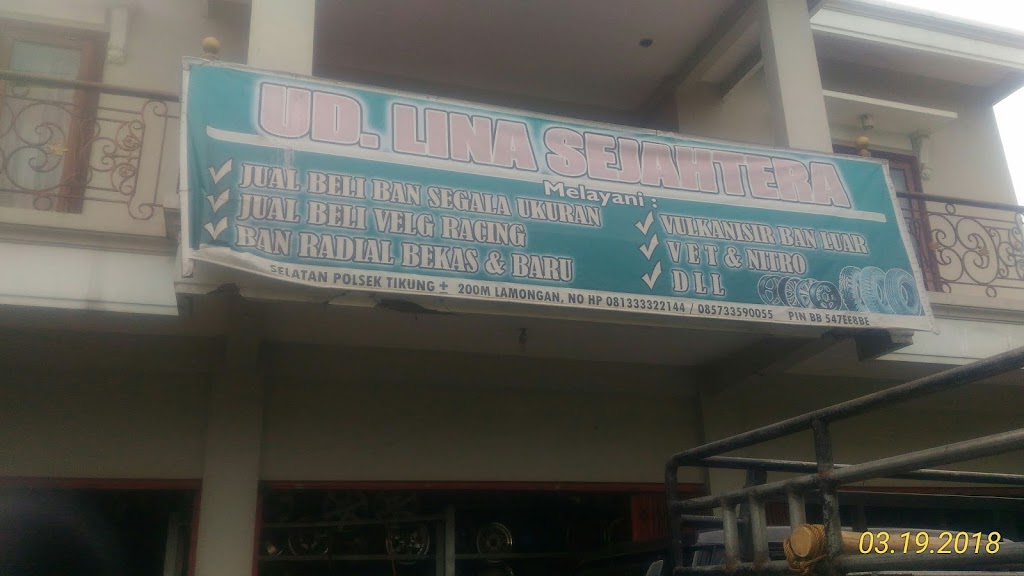 UD. LINA SEJAHTERA
Melayani :
JUAL BELI BAN SEGALA UKURAN
JUAL BELI VELG RACING
BAN RADIAL BEKAS & BARU
VULKANISIR BAN LUAR
V E T & NITRO
D L L
SELATAN POLSEK TIKUNG + 200M LAMONGAN, NO HP 081333322144 / 085733590055 PIN BB 547EE8BE
03.19.2018